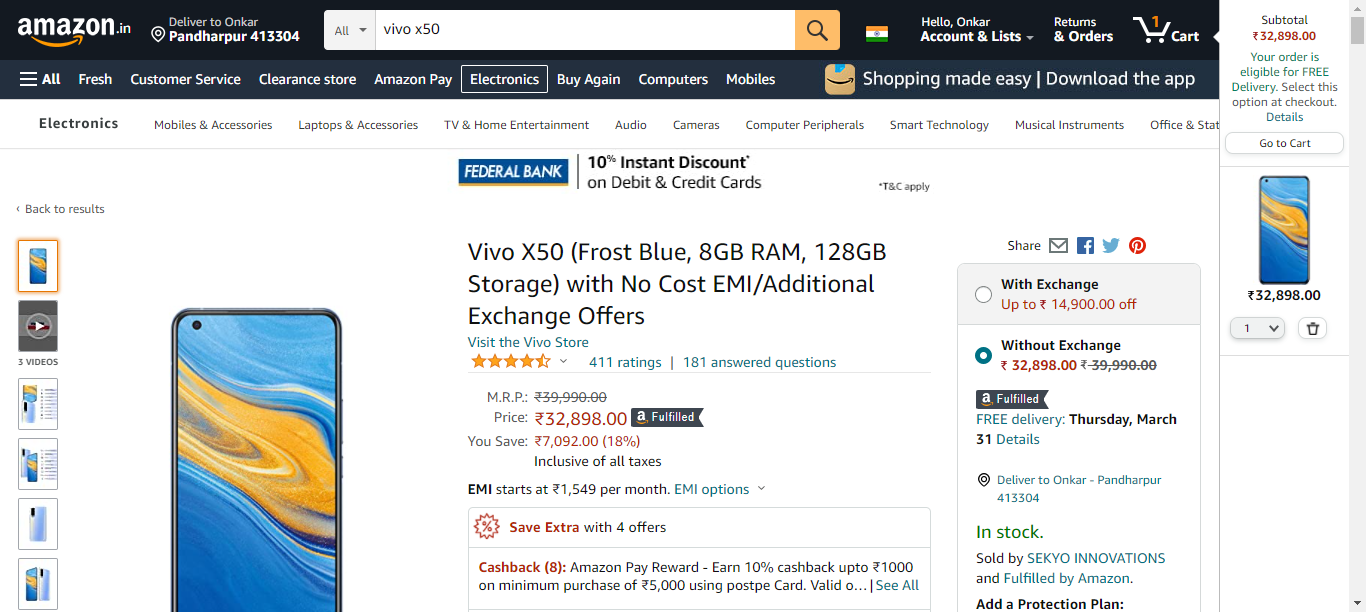 amazon.in
Deliver to Onkar
Pandharpur 413304
All
vivo x50
Hello, Onkar
Account & Lists
Returns
& Orders
1
Cart
All
Fresh
Customer Service
Clearance store
Amazon Pay
Electronics
Buy Again
Computers
Mobiles
Shopping made easy | Download the app
Electronics
Mobiles & Accessories
Laptops & Accessories
TV & Home Entertainment
Audio
Cameras
Computer Peripherals
Smart Technology
Musical Instruments
Office & Stat
FEDERAL BANK
10% Instant Discount*
on Debit & Credit Cards
*T&C apply
‹ Back to results
3 VIDEOS
Vivo X50 (Frost Blue, 8GB RAM, 128GB
Storage) with No Cost EMI/Additional
Exchange Offers
Visit the Vivo Store
411 ratings | 181 answered questions
M.R.P.: ₹39,990.00
Price: ₹32,898.00 a Fulfilled
You Save: ₹7,092.00 (18%)
Inclusive of all taxes
EMI starts at ₹1,549 per month. EMI options
% Save Extra with 4 offers
Cashback (8): Amazon Pay Reward - Earn 10% cashback upto ₹1000
on minimum purchase of ₹5,000 using postpe Card. Valid o… | See All
Share
With Exchange
Up to ₹ 14,900.00 off
Without Exchange
₹ 32,898.00 ₹ 39,990.00
a Fulfilled
FREE delivery: Thursday, March
31 Details
Deliver to Onkar - Pandharpur
413304
In stock.
Sold by SEKYO INNOVATIONS
and Fulfilled by Amazon.
Add a Protection Plan:
Subtotal
₹32,898.00
Your order is
eligible for FREE
Delivery. Select this
option at checkout.
Details
Go to Cart
₹32,898.00
1